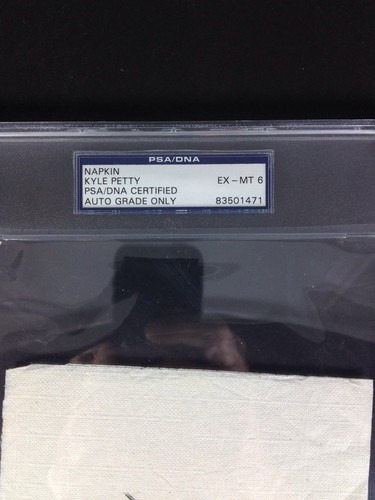 PSA/DNA
NAPKIN
KYLE PETTY EX – MT 6
PSA/DNA CERTIFIED
AUTO GRADE ONLY 83501471